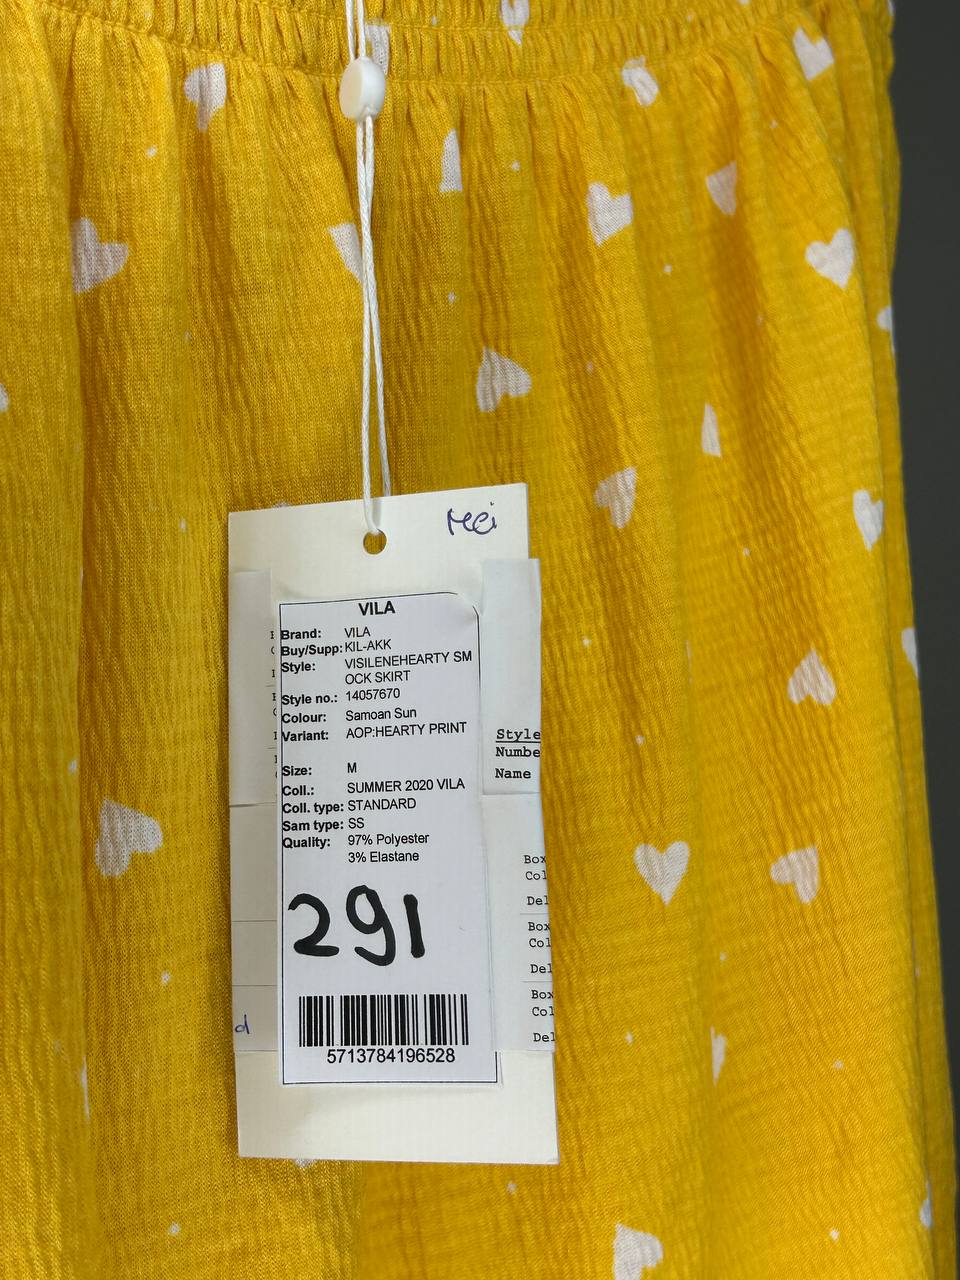 Mei
VILA
Brand: VILA
Buy/Supp: KIL-AKK
Style: VISILENEHEARTY SM
OCK SKIRT
Style no.: 14057670
Colour: Samoan Sun
Variant: AOP:HEARTY PRINT
Size: M
Coll.: SUMMER 2020 VILA
Coll. type: STANDARD
Sam type: SS
Quality: 97% Polyester
3% Elastane
291
5713784196528
d
Style
Numbe
Name
Box
Col
Del
Box
Col
Del
Box
Col
Del